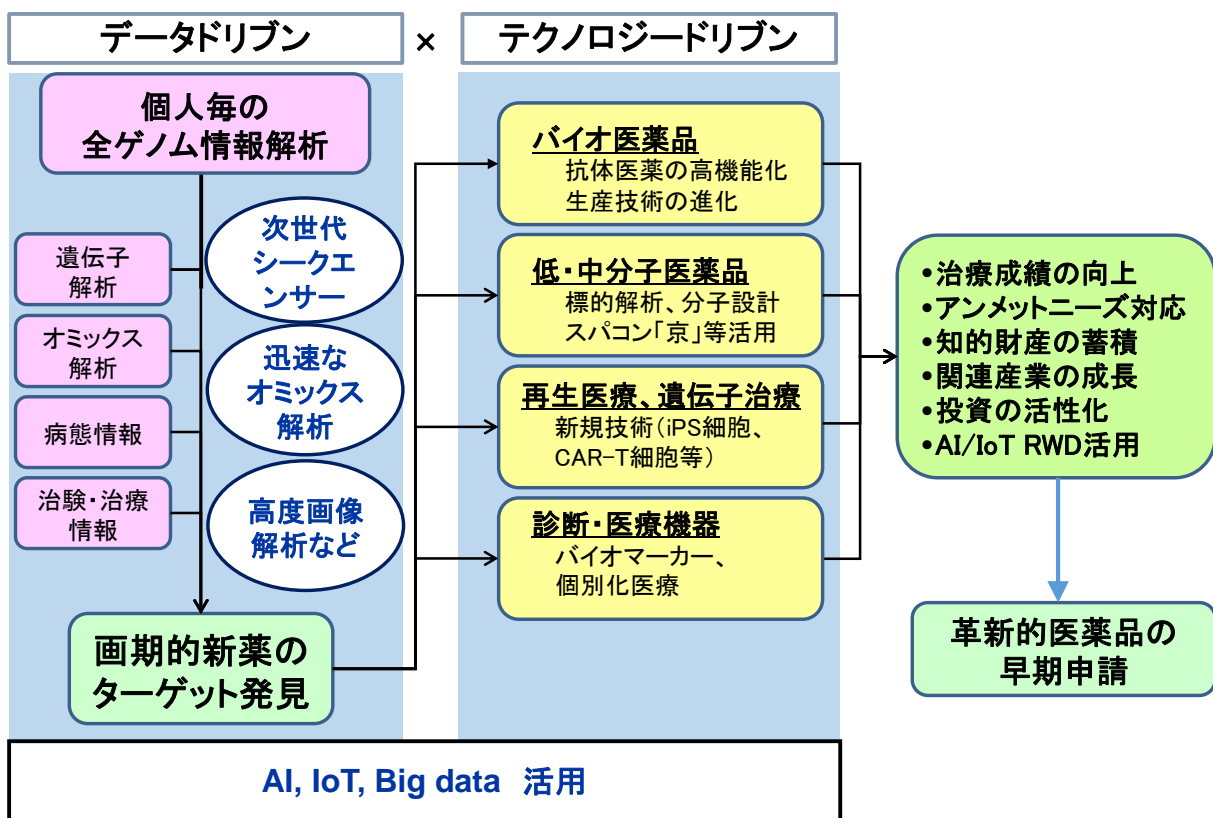 データドリブン
×
テクノロジードリブン
個人毎の
全ゲノム情報解析
遺伝子
解析
オミックス
解析
病態情報
治験・治療
情報
次世代
シークエ
ンサー
迅速な
オミックス
解析
高度画像
解析など
画期的新薬の
ターゲット発見
バイオ医薬品
抗体医薬の高機能化
生産技術の進化
低・中分子医薬品
標的解析、分子設計
スパコン「京」等活用
再生医療、遺伝子治療
新規技術（iPS細胞、
CAR-T細胞等）
診断・医療機器
バイオマーカー、
個別化医療
•治療成績の向上
•アンメットニーズ対応
•知的財産の蓄積
•関連産業の成長
•投資の活性化
•AI/IoT RWD活用
革新的医薬品の
早期申請
AI, IoT, Big data 活用